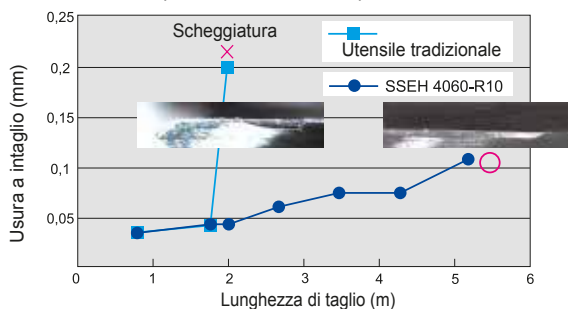 0,25
Scheggiatura
Utensile tradizionale
0,2
SSEH 4060-R10
0,15
0,1
0,05
Usura a intaglio (mm)
0 1 2 3 4 5 6
Lunghezza di taglio (m)